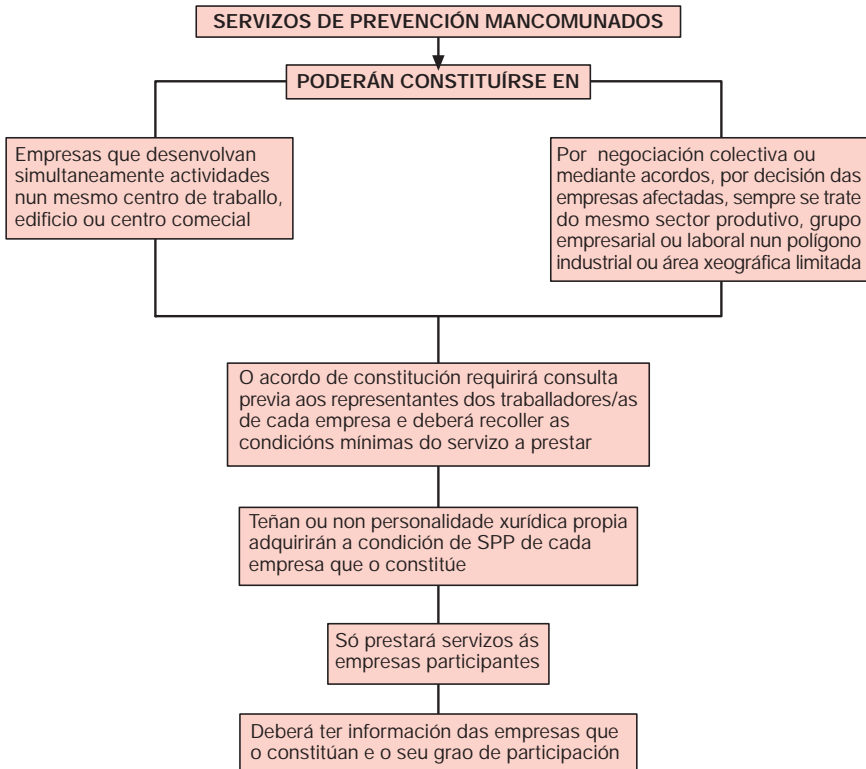 SERVIZOS DE PREVENCIÓN MANCOMUNADOS
PODERÁN CONSTITUÍRSE EN
Empresas que desenvolvan
simultaneamente actividades
nun mesmo centro de traballo,
edificio ou centro comecial
Por negociación colectiva ou
mediante acordos, por decisión das
empresas afectadas, sempre se trate
do mesmo sector produtivo, grupo
empresarial ou laboral nun polígono
industrial ou área xeográfica limitada
O acordo de constitución requirirá consulta
previa aos representantes dos traballadores/as
de cada empresa e deberá recoller as
condicións mínimas do servizo a prestar
Teñan ou non personalidade xurídica propia
adquirirán a condición de SPP de cada
empresa que o constitúe
Só prestará servizos ás
empresas participantes
Deberá ter información das empresas que
o constitúan e o seu grao de participación